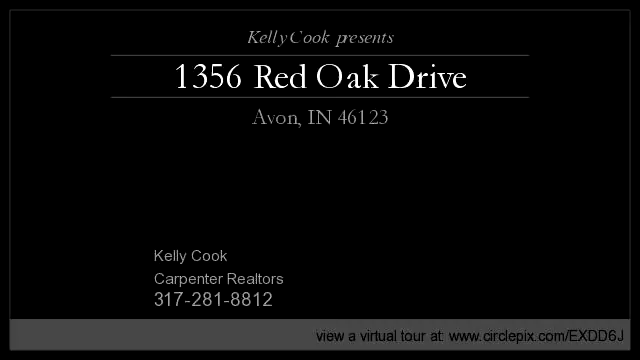 Kelly Cook presents
1356 Red Oak Drive
Avon, IN 46123
Kelly Cook
Carpenter Realtors
317-281-8812
view a virtual tour at: www.circlepix.com/EXDD6J